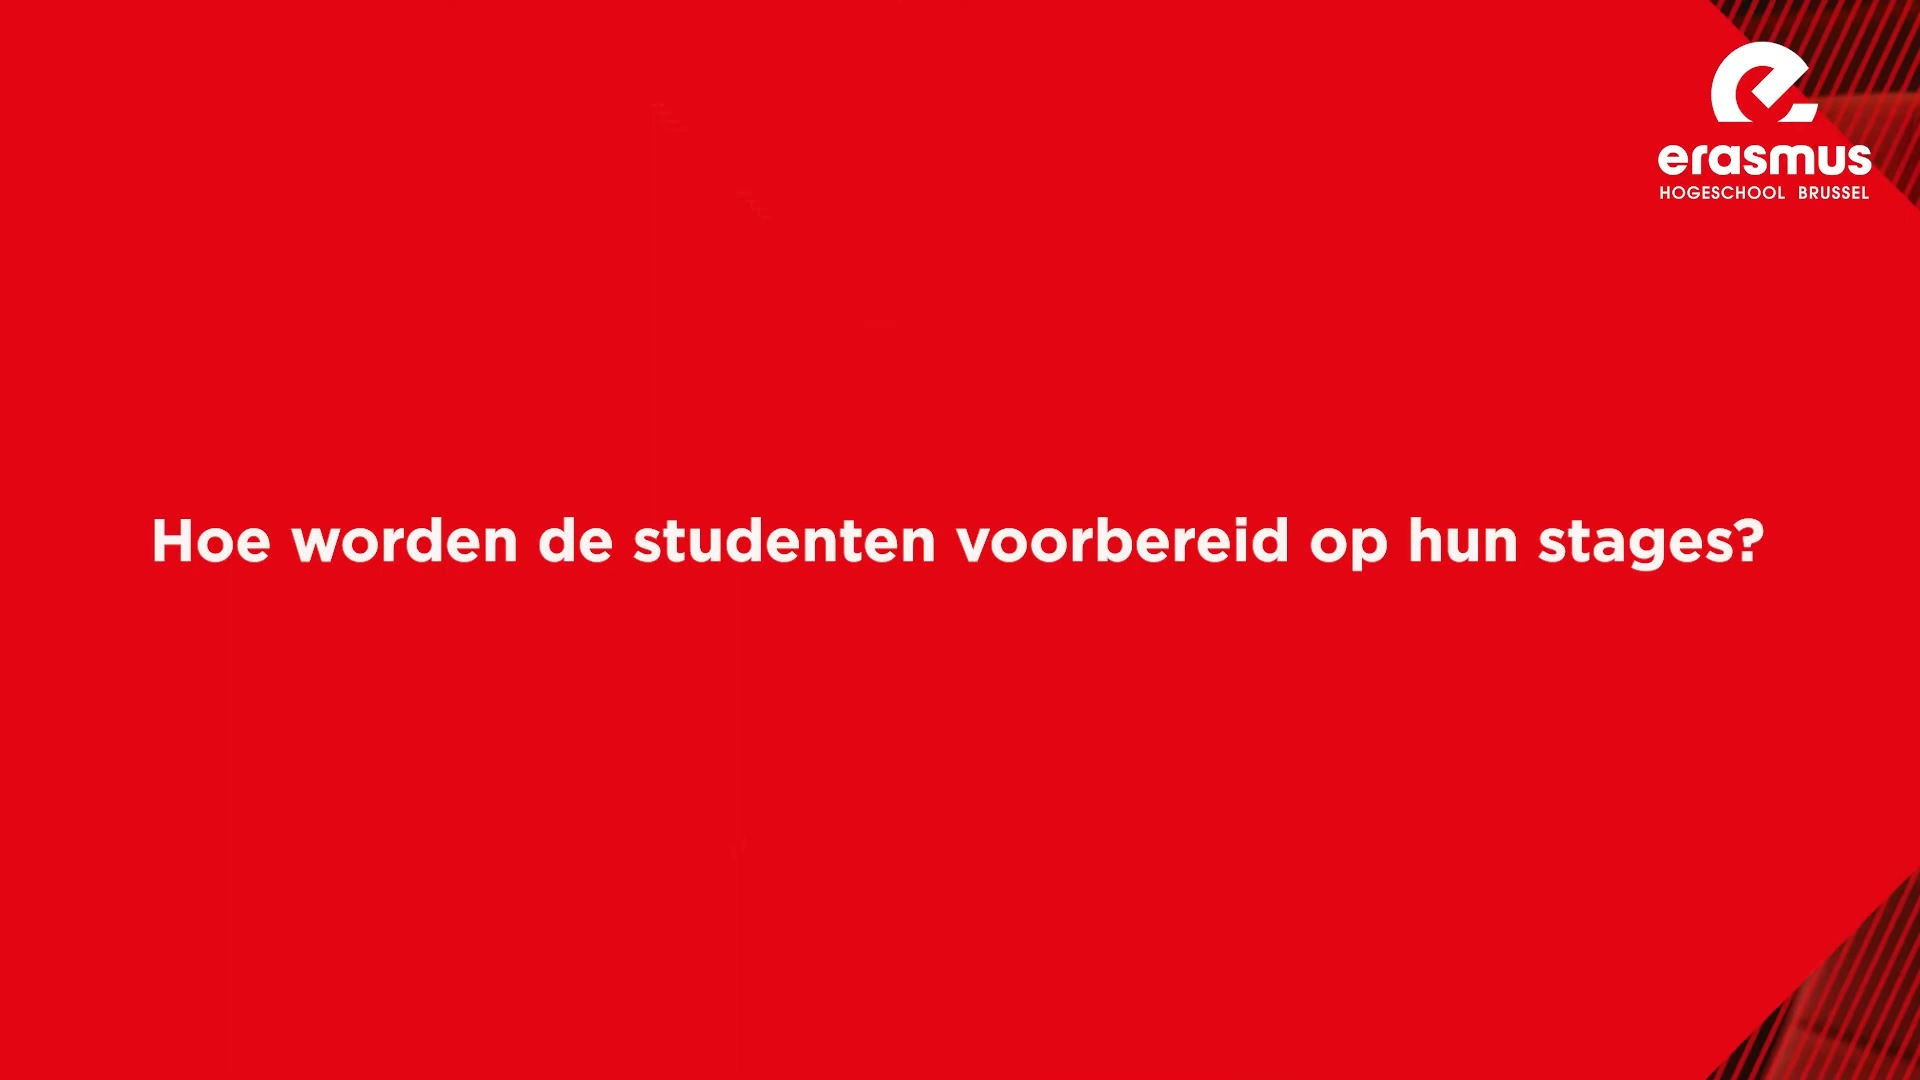 erasmus
HOGESCHOOL BRUSSEL
Hoe worden de studenten voorbereid op hun stages?